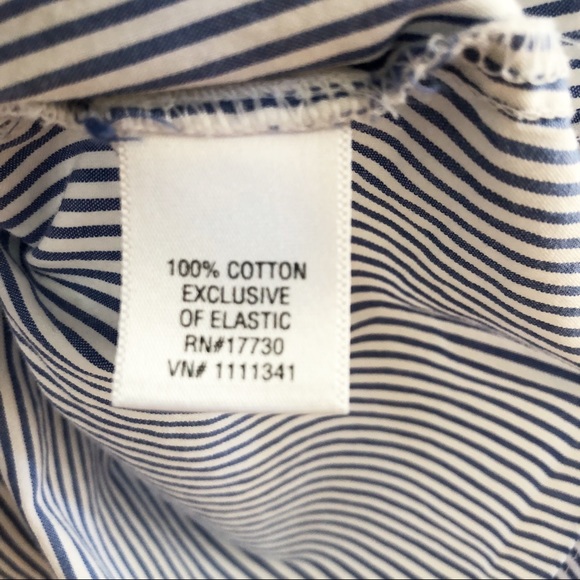 100% COTTON
EXCLUSIVE
OF ELASTIC
RN#17730
VN# 1111341